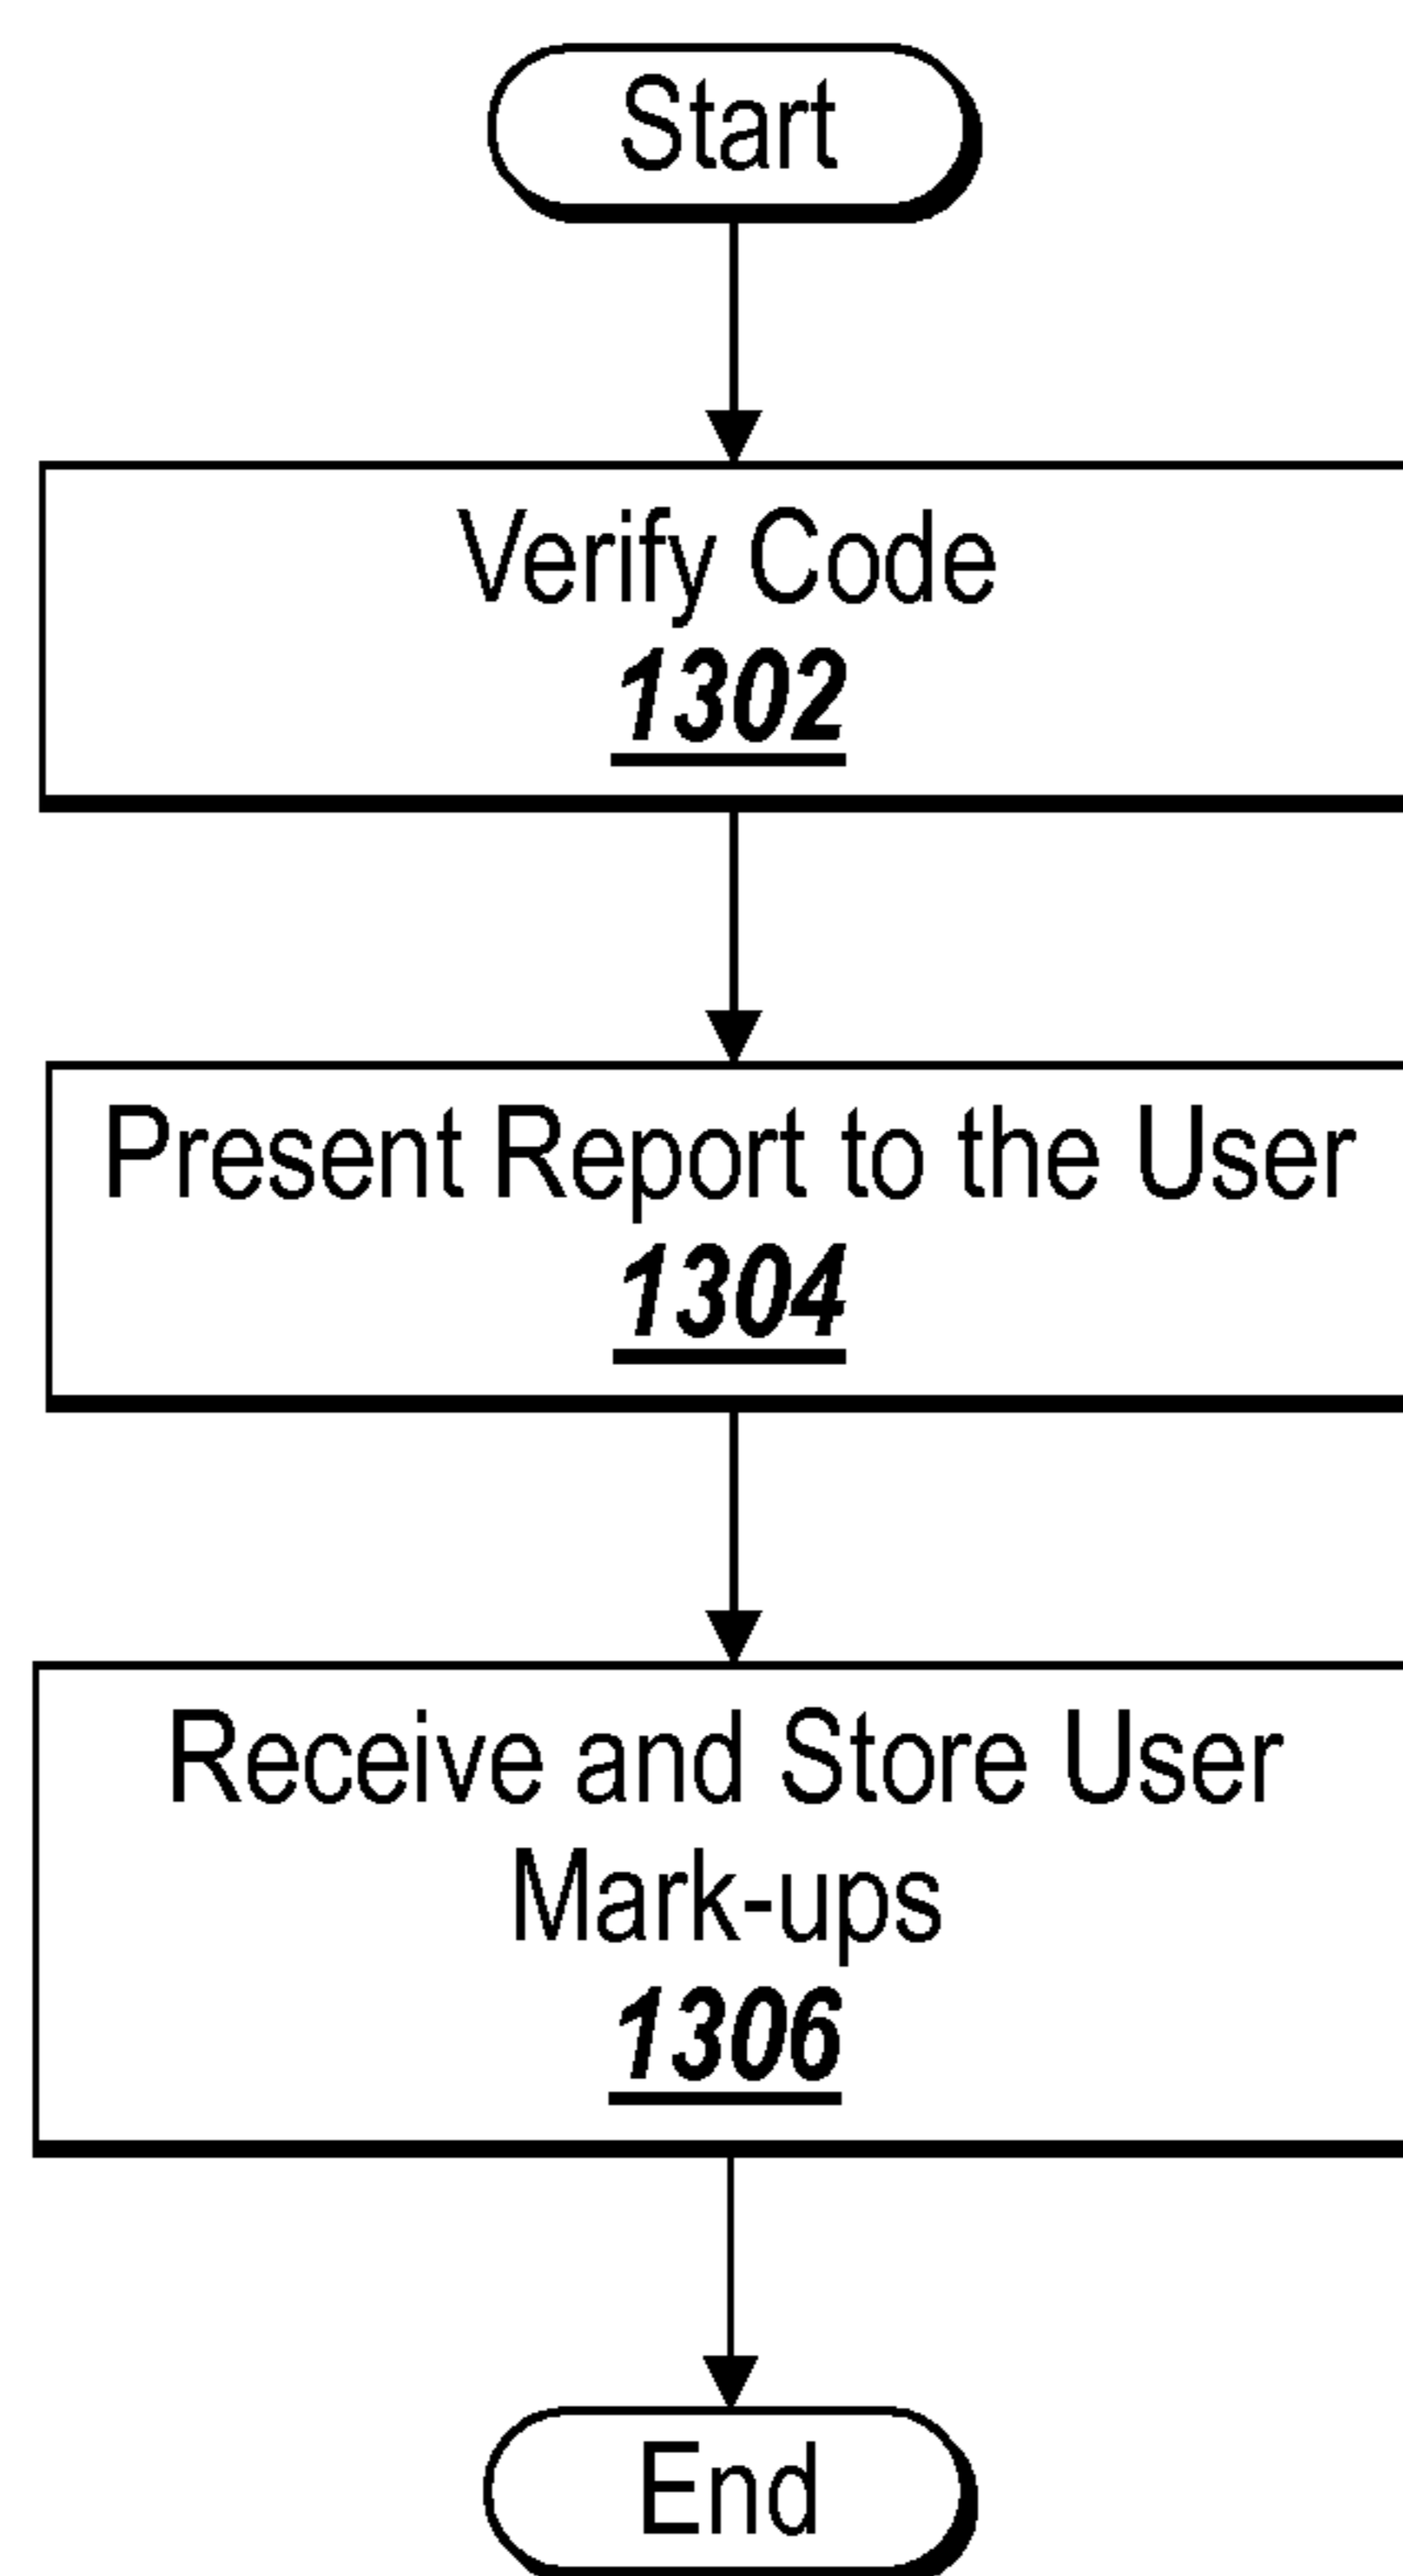 Start
Verify Code
1302
Present Report to the User
1304
Receive and Store User
Mark-ups
1306
End